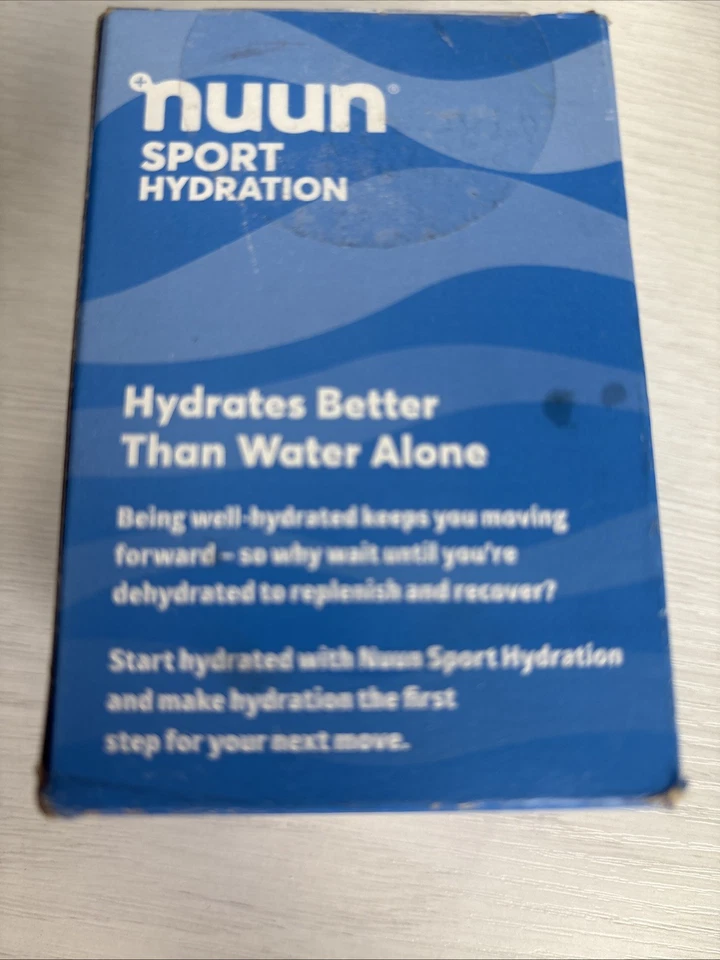 nuun®
SPORT
HYDRATION
Hydrates Better
Than Water Alone
Being well-hydrated keeps you moving
forward – so why wait until you're
dehydrated to replenish and recover?
Start hydrated with Nuun Sport Hydration
and make hydration the first
step for your next move.